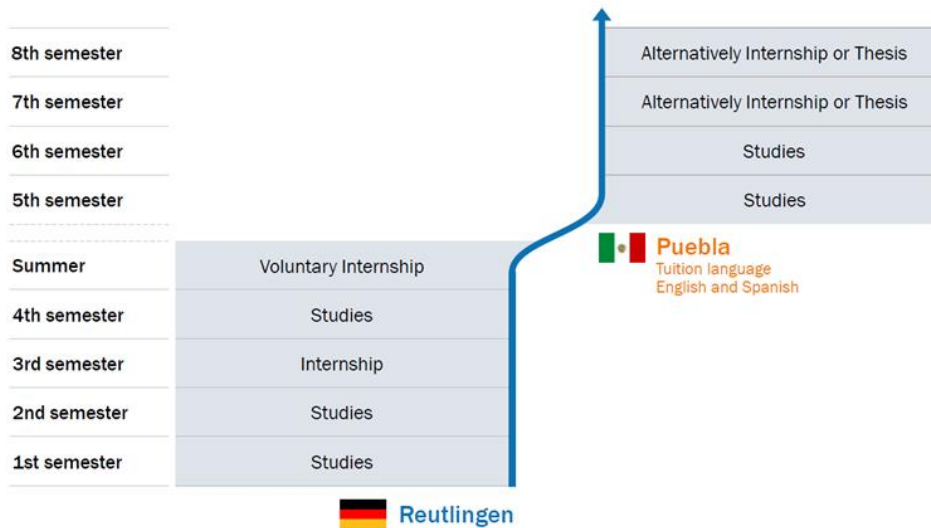 8th semester Alternatively Internship or Thesis
7th semester Alternatively Internship or Thesis
6th semester Studies
5th semester Studies
Puebla
Tuition language
English and Spanish
Summer Voluntary Internship
4th semester Studies
3rd semester Internship
2nd semester Studies
1st semester Studies
Reutlingen